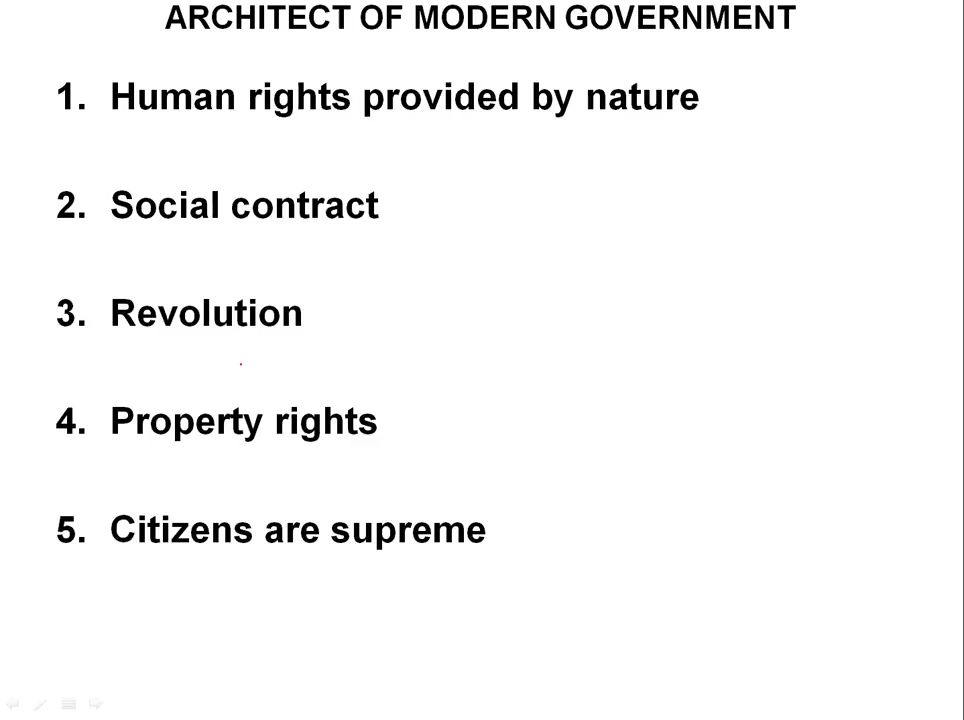 ARCHITECT OF MODERN GOVERNMENT
1. Human rights provided by nature
2. Social contract
3. Revolution
4. Property rights
5. Citizens are supreme